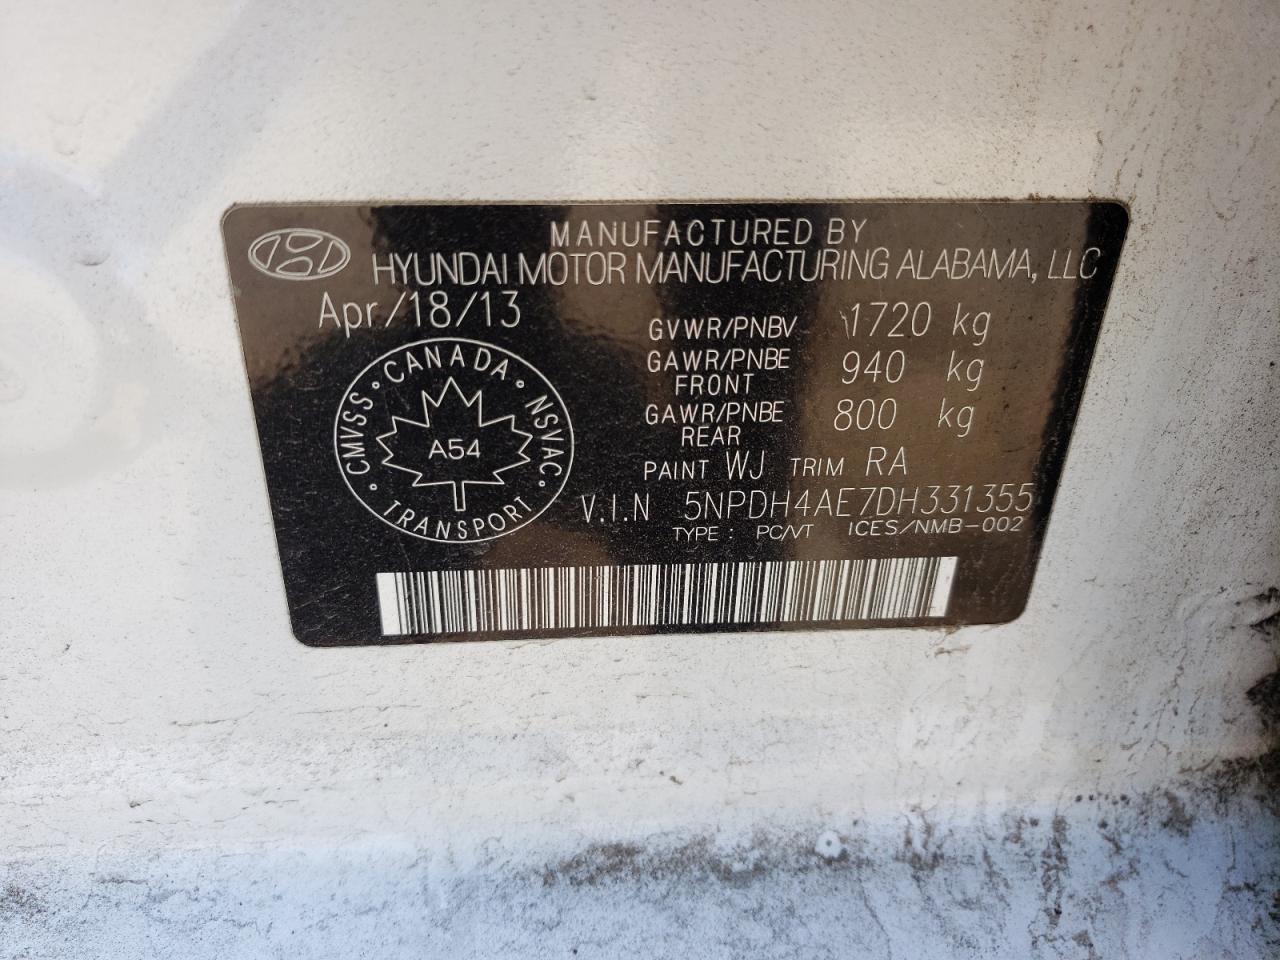 MANUFACTURED BY
HYUNDAI MOTOR MANUFACTURING ALABAMA, LLC
Apr/18/13
GVWR/PNBV 1720 kg
GAWR/PNBE FRONT 940 kg
GAWR/PNBE REAR 800 kg
PAINT WJ TRIM RA
V.I.N 5NPDH4AE7DH331355
TYPE : PC/VT ICES/NMB-002
CANADA • NSVAC • TRANSPORT • CMVSS •
A54